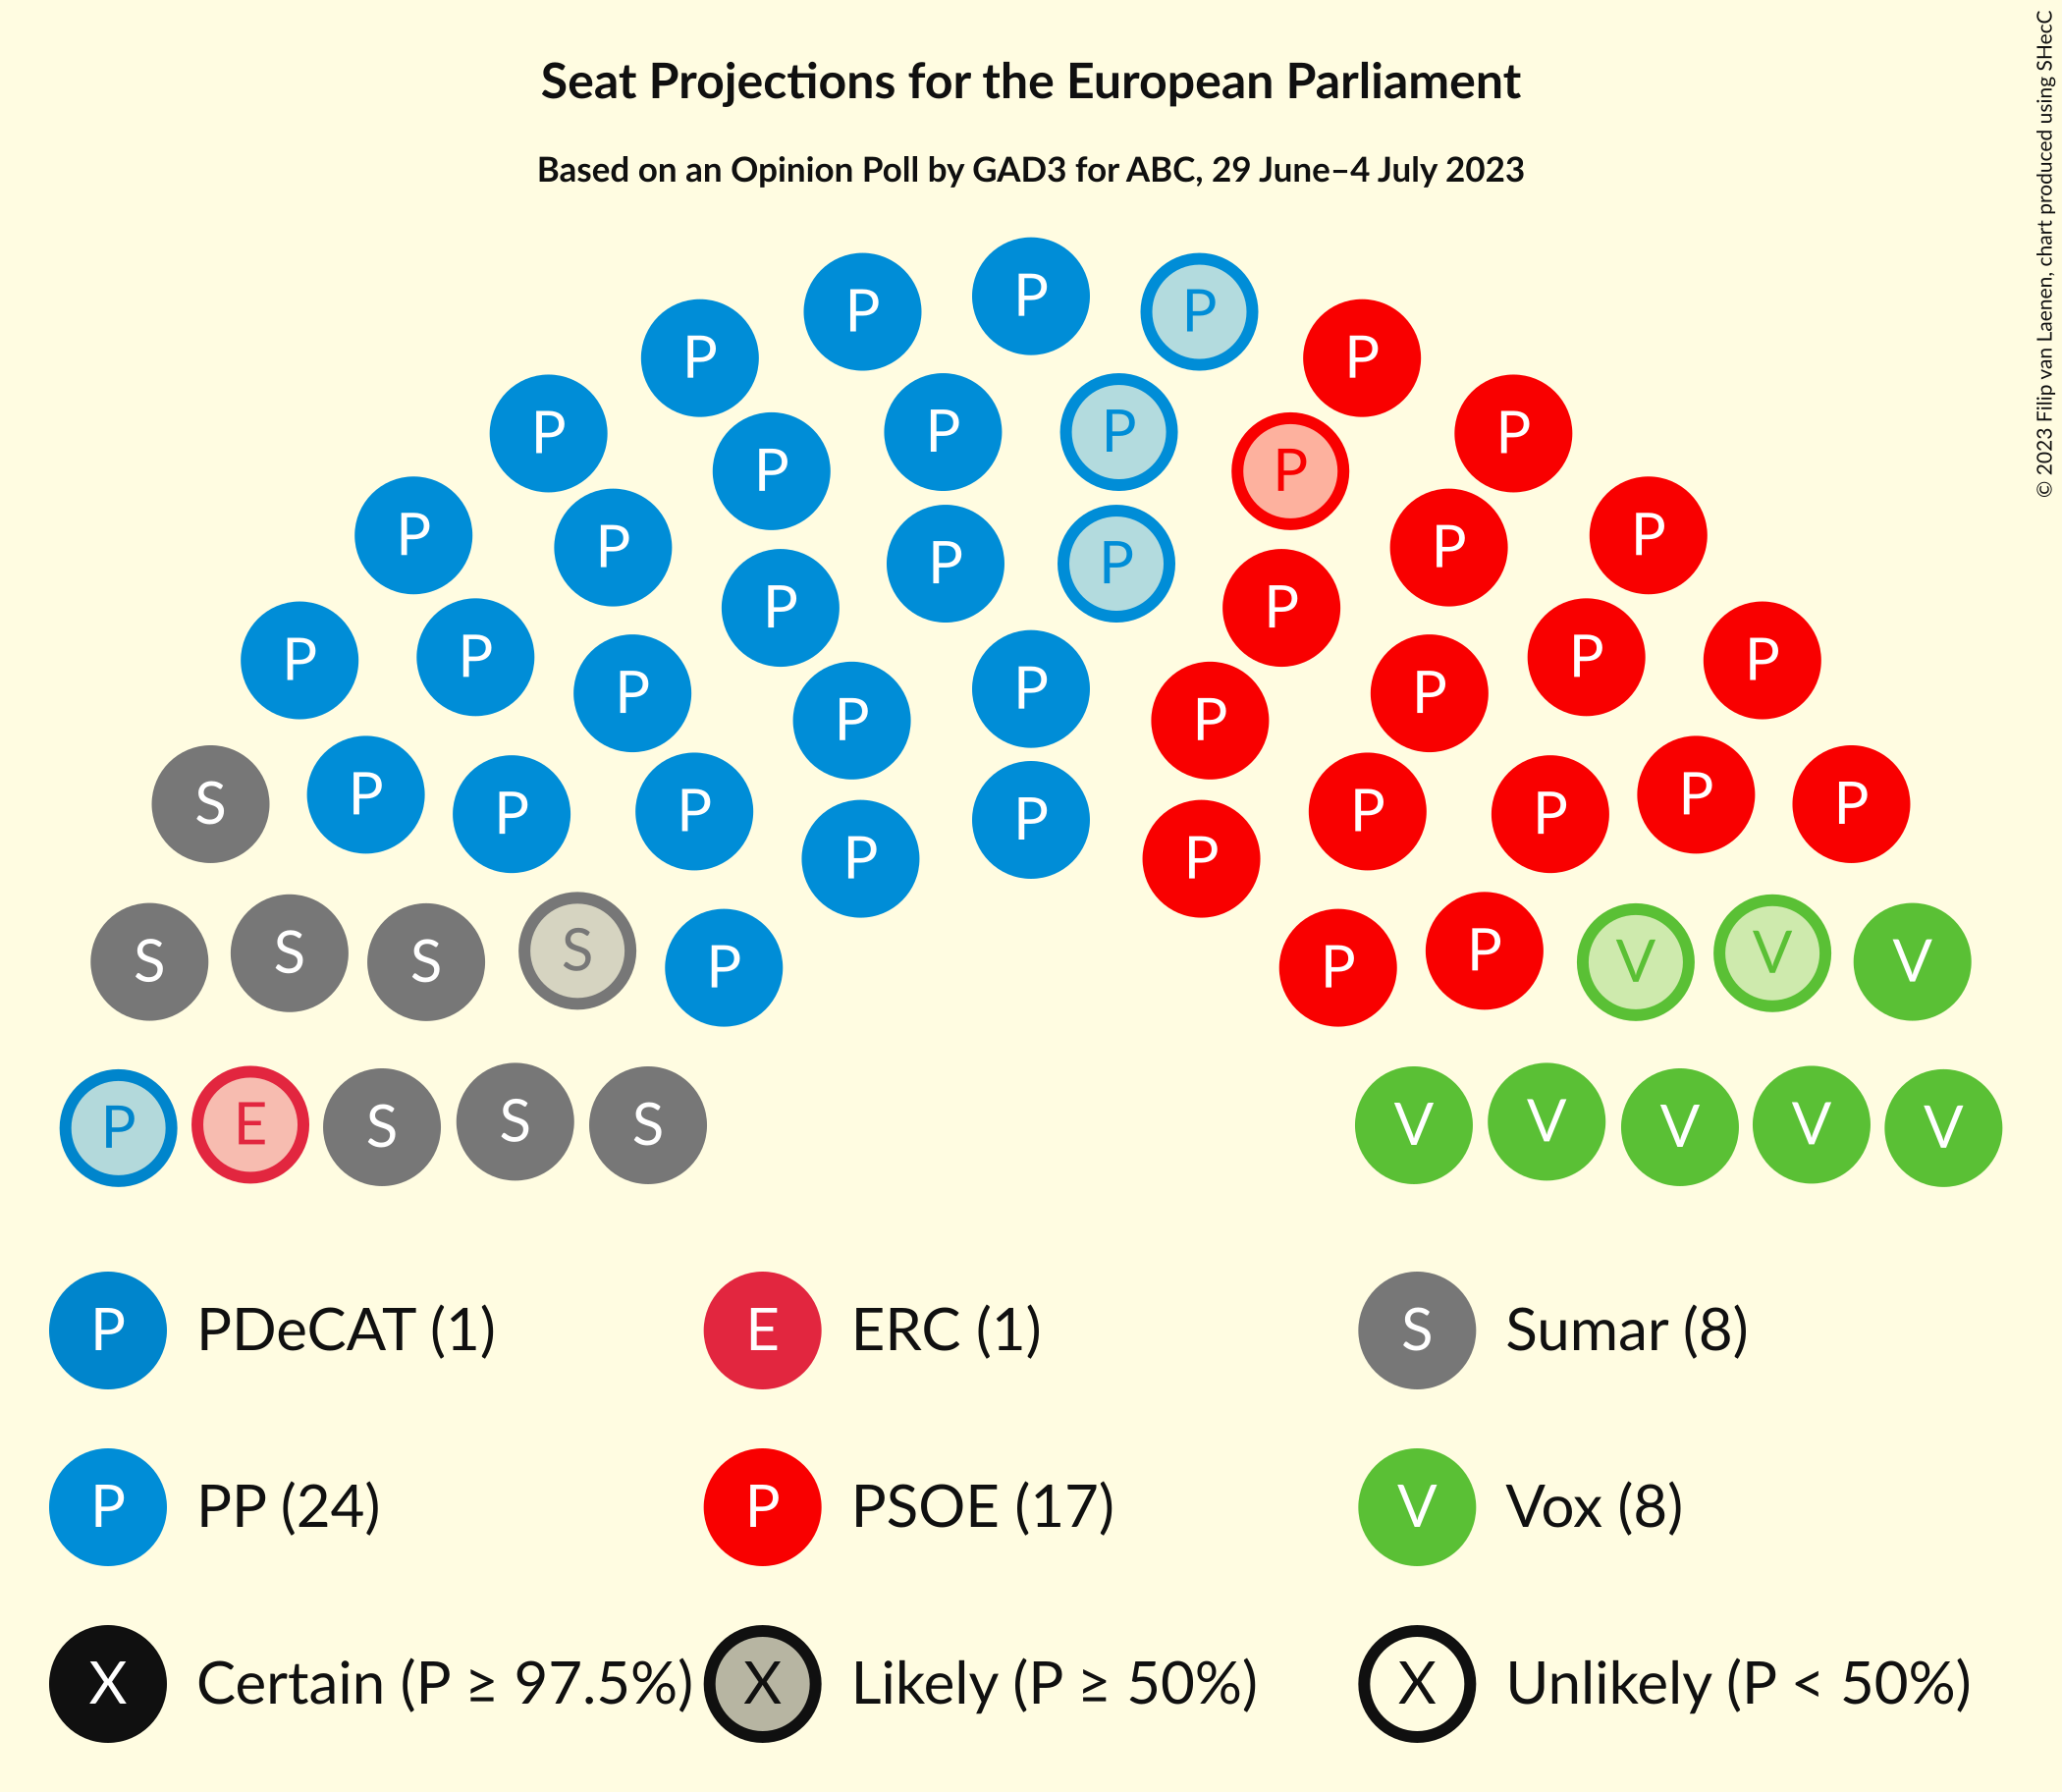 Seat Projections for the European Parliament
Based on an Opinion Poll by GAD3 for ABC, 29 June–4 July 2023
© 2023 Filip van Laenen, chart produced using SHecC
P
P P
P P
P P
P P
P P
P P
P P
P P P
P P
P P
P P
P P
P P
P
P P
S P P P
P P P P
P
P P
S S S S P
P P V V V
P E S S S
V V V V V
P PDeCAT (1) E ERC (1) S Sumar (8)
P PP (24) P PSOE (17) V Vox (8)
X Certain (P ≥ 97.5%) X Likely (P ≥ 50%) X Unlikely (P < 50%)